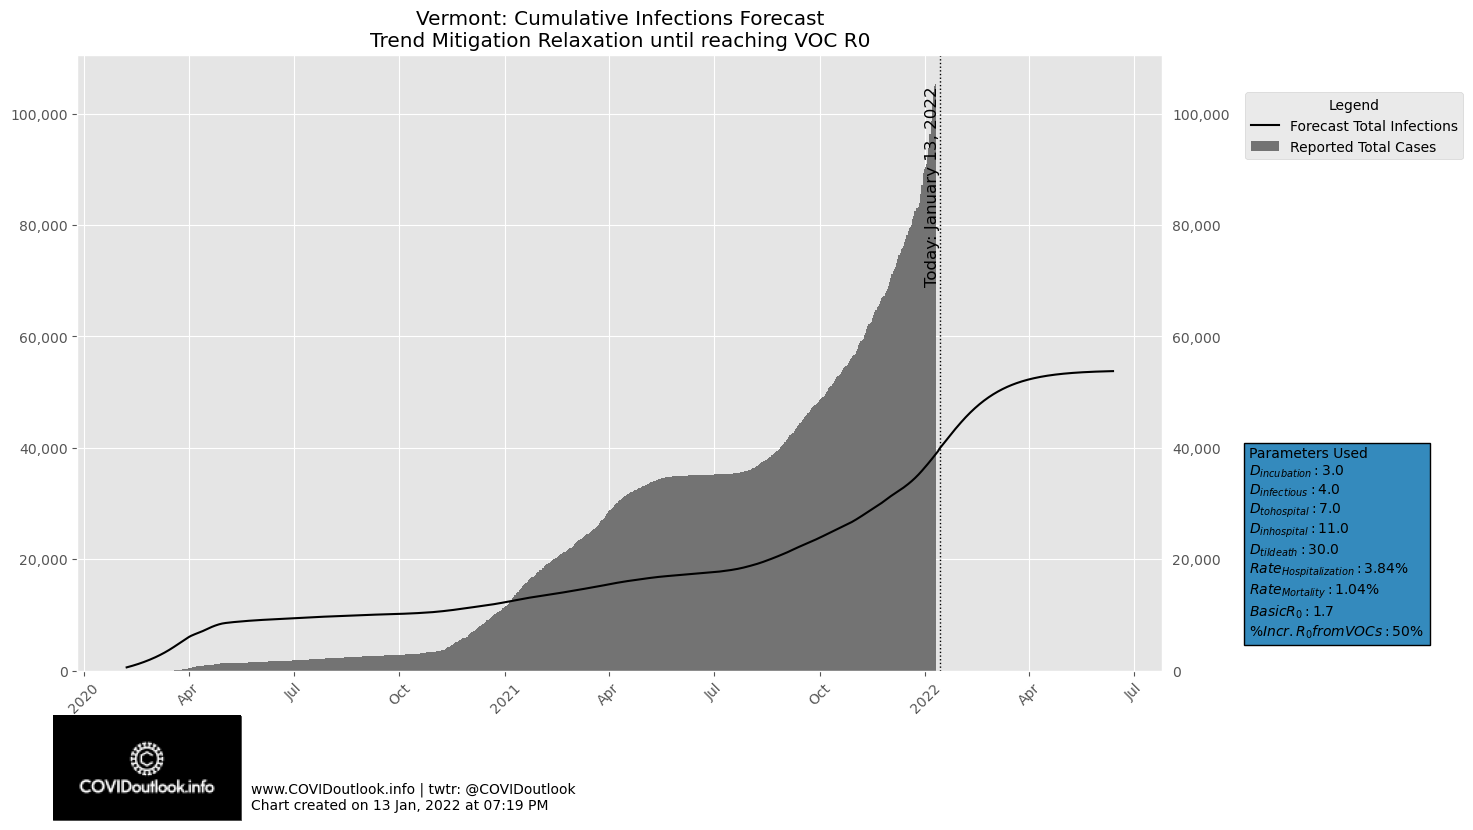 Vermont: Cumulative Infections Forecast
Trend Mitigation Relaxation until reaching VOC R0
100,000
80,000
60,000
40,000
20,000
0
Today: January 13, 2022
100,000
80,000
60,000
40,000
20,000
0
2020
Apr
Jul
Oct
2021
Apr
Jul
Oct
2022
Apr
Jul
Legend
Forecast Total Infections
Reported Total Cases
Parameters Used
D_incubation : 3.0
D_infectious : 4.0
D_tohospital : 7.0
D_inhospital : 11.0
D_tildeath : 30.0
Rate_Hospitalization : 3.84%
Rate_Mortality : 1.04%
BasicR_0 : 1.7
%Incr.R_0fromVOCs : 50%
COVIDoutlook.info
www.COVIDoutlook.info | twtr: @COVIDoutlook
Chart created on 13 Jan, 2022 at 07:19 PM